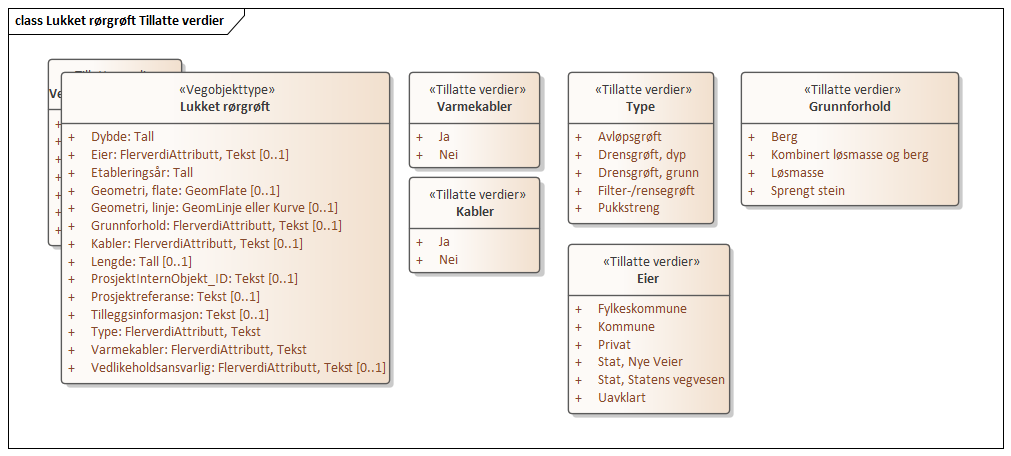 class Lukket rørgrøft Tillatte verdier
«Vegobjekttype»
Lukket rørgrøft
+ Dybde: Tall
+ Eier: FlerverdiAttributt, Tekst [0..1]
+ Etableringsår: Tall
+ Geometri, flate: GeomFlate [0..1]
+ Geometri, linje: GeomLinje eller Kurve [0..1]
+ Grunnforhold: FlerverdiAttributt, Tekst [0..1]
+ Kabler: FlerverdiAttributt, Tekst [0..1]
+ Lengde: Tall [0..1]
+ ProsjektInternObjekt_ID: Tekst [0..1]
+ Prosjektreferanse: Tekst [0..1]
+ Tilleggsinformasjon: Tekst [0..1]
+ Type: FlerverdiAttributt, Tekst
+ Varmekabler: FlerverdiAttributt, Tekst
+ Vedlikeholdsansvarlig: FlerverdiAttributt, Tekst [0..1]
«Tillatte verdier»
Varmekabler
+ Ja
+ Nei
«Tillatte verdier»
Kabler
+ Ja
+ Nei
«Tillatte verdier»
Type
+ Avløpsgrøft
+ Drensgrøft, dyp
+ Drensgrøft, grunn
+ Filter-/rensegrøft
+ Pukkstreng
«Tillatte verdier»
Eier
+ Fylkeskommune
+ Kommune
+ Privat
+ Stat, Nye Veier
+ Stat, Statens vegvesen
+ Uavklart
«Tillatte verdier»
Grunnforhold
+ Berg
+ Kombinert løsmasse og berg
+ Løsmasse
+ Sprengt stein